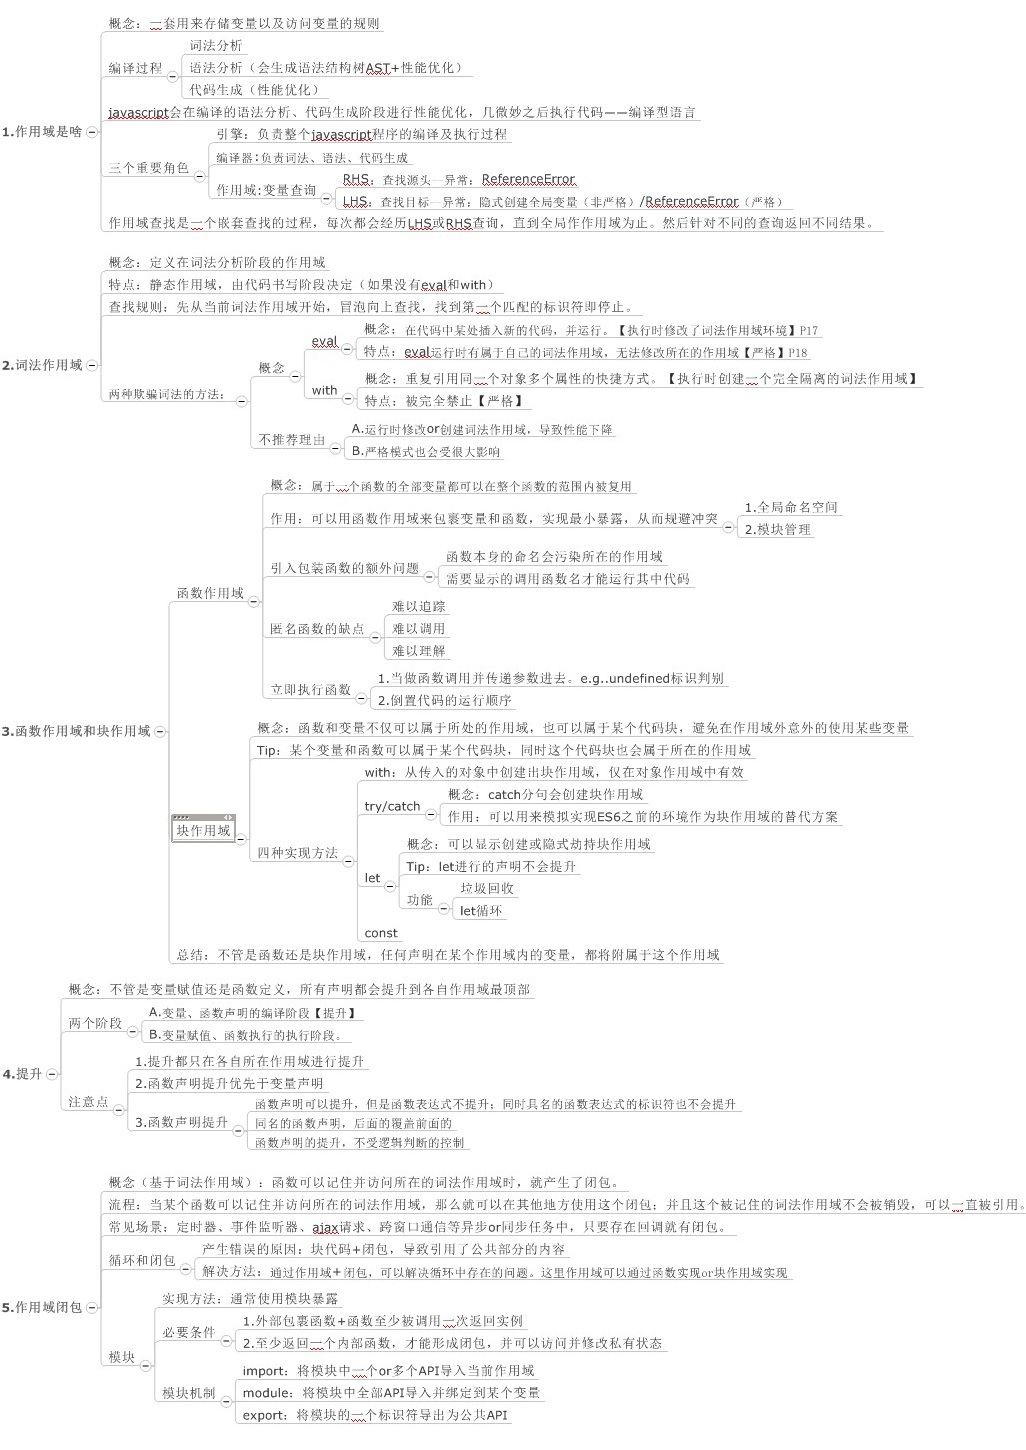 1.作用域是啥
概念：一套用来存储变量以及访问变量的规则
编译过程
词法分析
语法分析（会生成语法结构树AST+性能优化）
代码生成（性能优化）
javascript会在编译的语法分析、代码生成阶段进行性能优化，几微妙之后执行代码——编译型语言
三个重要角色
引擎：负责整个javascript程序的编译及执行过程
编译器:负责词法、语法、代码生成
作用域:变量查询
RHS：查找源头—异常：ReferenceError
LHS：查找目标—异常：隐式创建全局变量（非严格）/ReferenceError（严格）
作用域查找是一个嵌套查找的过程，每次都会经历LHS或RHS查询，直到全局作作用域为止。然后针对不同的查询返回不同结果。
2.词法作用域
概念：定义在词法分析阶段的作用域
特点：静态作用域，由代码书写阶段决定（如果没有eval和with）
查找规则：先从当前词法作用域开始，冒泡向上查找，找到第一个匹配的标识符即停止。
两种欺骗词法的方法：
概念
eval
概念：在代码中某处插入新的代码，并运行。【执行时修改了词法作用域环境】P17
特点：eval运行时有属于自己的词法作用域，无法修改所在的作用域【严格】P18
with
概念：重复引用同一个对象多个属性的快捷方式。【执行时创建一个完全隔离的词法作用域】
特点：被完全禁止【严格】
不推荐理由
A.运行时修改or创建词法作用域，导致性能下降
B.严格模式也会受很大影响
3.函数作用域和块作用域
函数作用域
概念：属于一个函数的全部变量都可以在整个函数的范围内被复用
作用：可以用函数作用域来包裹变量和函数，实现最小暴露，从而规避冲突
1.全局命名空间
2.模块管理
引入包装函数的额外问题
函数本身的命名会污染所在的作用域
需要显示的调用函数名才能运行其中代码
匿名函数的缺点
难以追踪
难以调用
难以理解
立即执行函数
1.当做函数调用并传递参数进去。e.g..undefined标识判别
2.倒置代码的运行顺序
块作用域
概念：函数和变量不仅可以属于所处的作用域，也可以属于某个代码块，避免在作用域外意外的使用某些变量
Tip：某个变量和函数可以属于某个代码块，同时这个代码块也会属于所在的作用域
四种实现方法
with：从传入的对象中创建出块作用域，仅在对象作用域中有效
try/catch
概念：catch分句会创建块作用域
作用：可以用来模拟实现ES6之前的环境作为块作用域的替代方案
let
概念：可以显示创建或隐式劫持块作用域
Tip：let进行的声明不会提升
功能
垃圾回收
let循环
const
总结：不管是函数还是块作用域，任何声明在某个作用域内的变量，都将附属于这个作用域
4.提升
概念：不管是变量赋值还是函数定义，所有声明都会提升到各自作用域最顶部
两个阶段
A.变量、函数声明的编译阶段【提升】
B.变量赋值、函数执行的执行阶段。
注意点
1.提升都只在各自所在作用域进行提升
2.函数声明提升优先于变量声明
3.函数声明提升
函数声明可以提升，但是函数表达式不提升；同时具名的函数表达式的标识符也不会提升
同名的函数声明，后面的覆盖前面的
函数声明的提升，不受逻辑判断的控制
5.作用域闭包
概念（基于词法作用域）：函数可以记住并访问所在的词法作用域时，就产生了闭包。
流程：当某个函数可以记住并访问所在的词法作用域，那么就可以在其他地方使用这个闭包；并且这个被记住的词法作用域不会被销毁，可以一直被引用。
常见场景：定时器、事件监听器、ajax请求、跨窗口通信等异步or同步任务中，只要存在回调就有闭包。
循环和闭包
产生错误的原因：块代码+闭包，导致引用了公共部分的内容
解决方法：通过作用域+闭包，可以解决循环中存在的问题。这里作用域可以通过函数实现or块作用域实现
模块
实现方法：通常使用模块暴露
必要条件
1.外部包裹函数+函数至少被调用一次返回实例
2.至少返回一个内部函数，才能形成闭包，并可以访问并修改私有状态
模块机制
import：将模块中一个or多个API导入当前作用域
module：将模块中全部API导入并绑定到某个变量
export：将模块的一个标识符导出为公共API